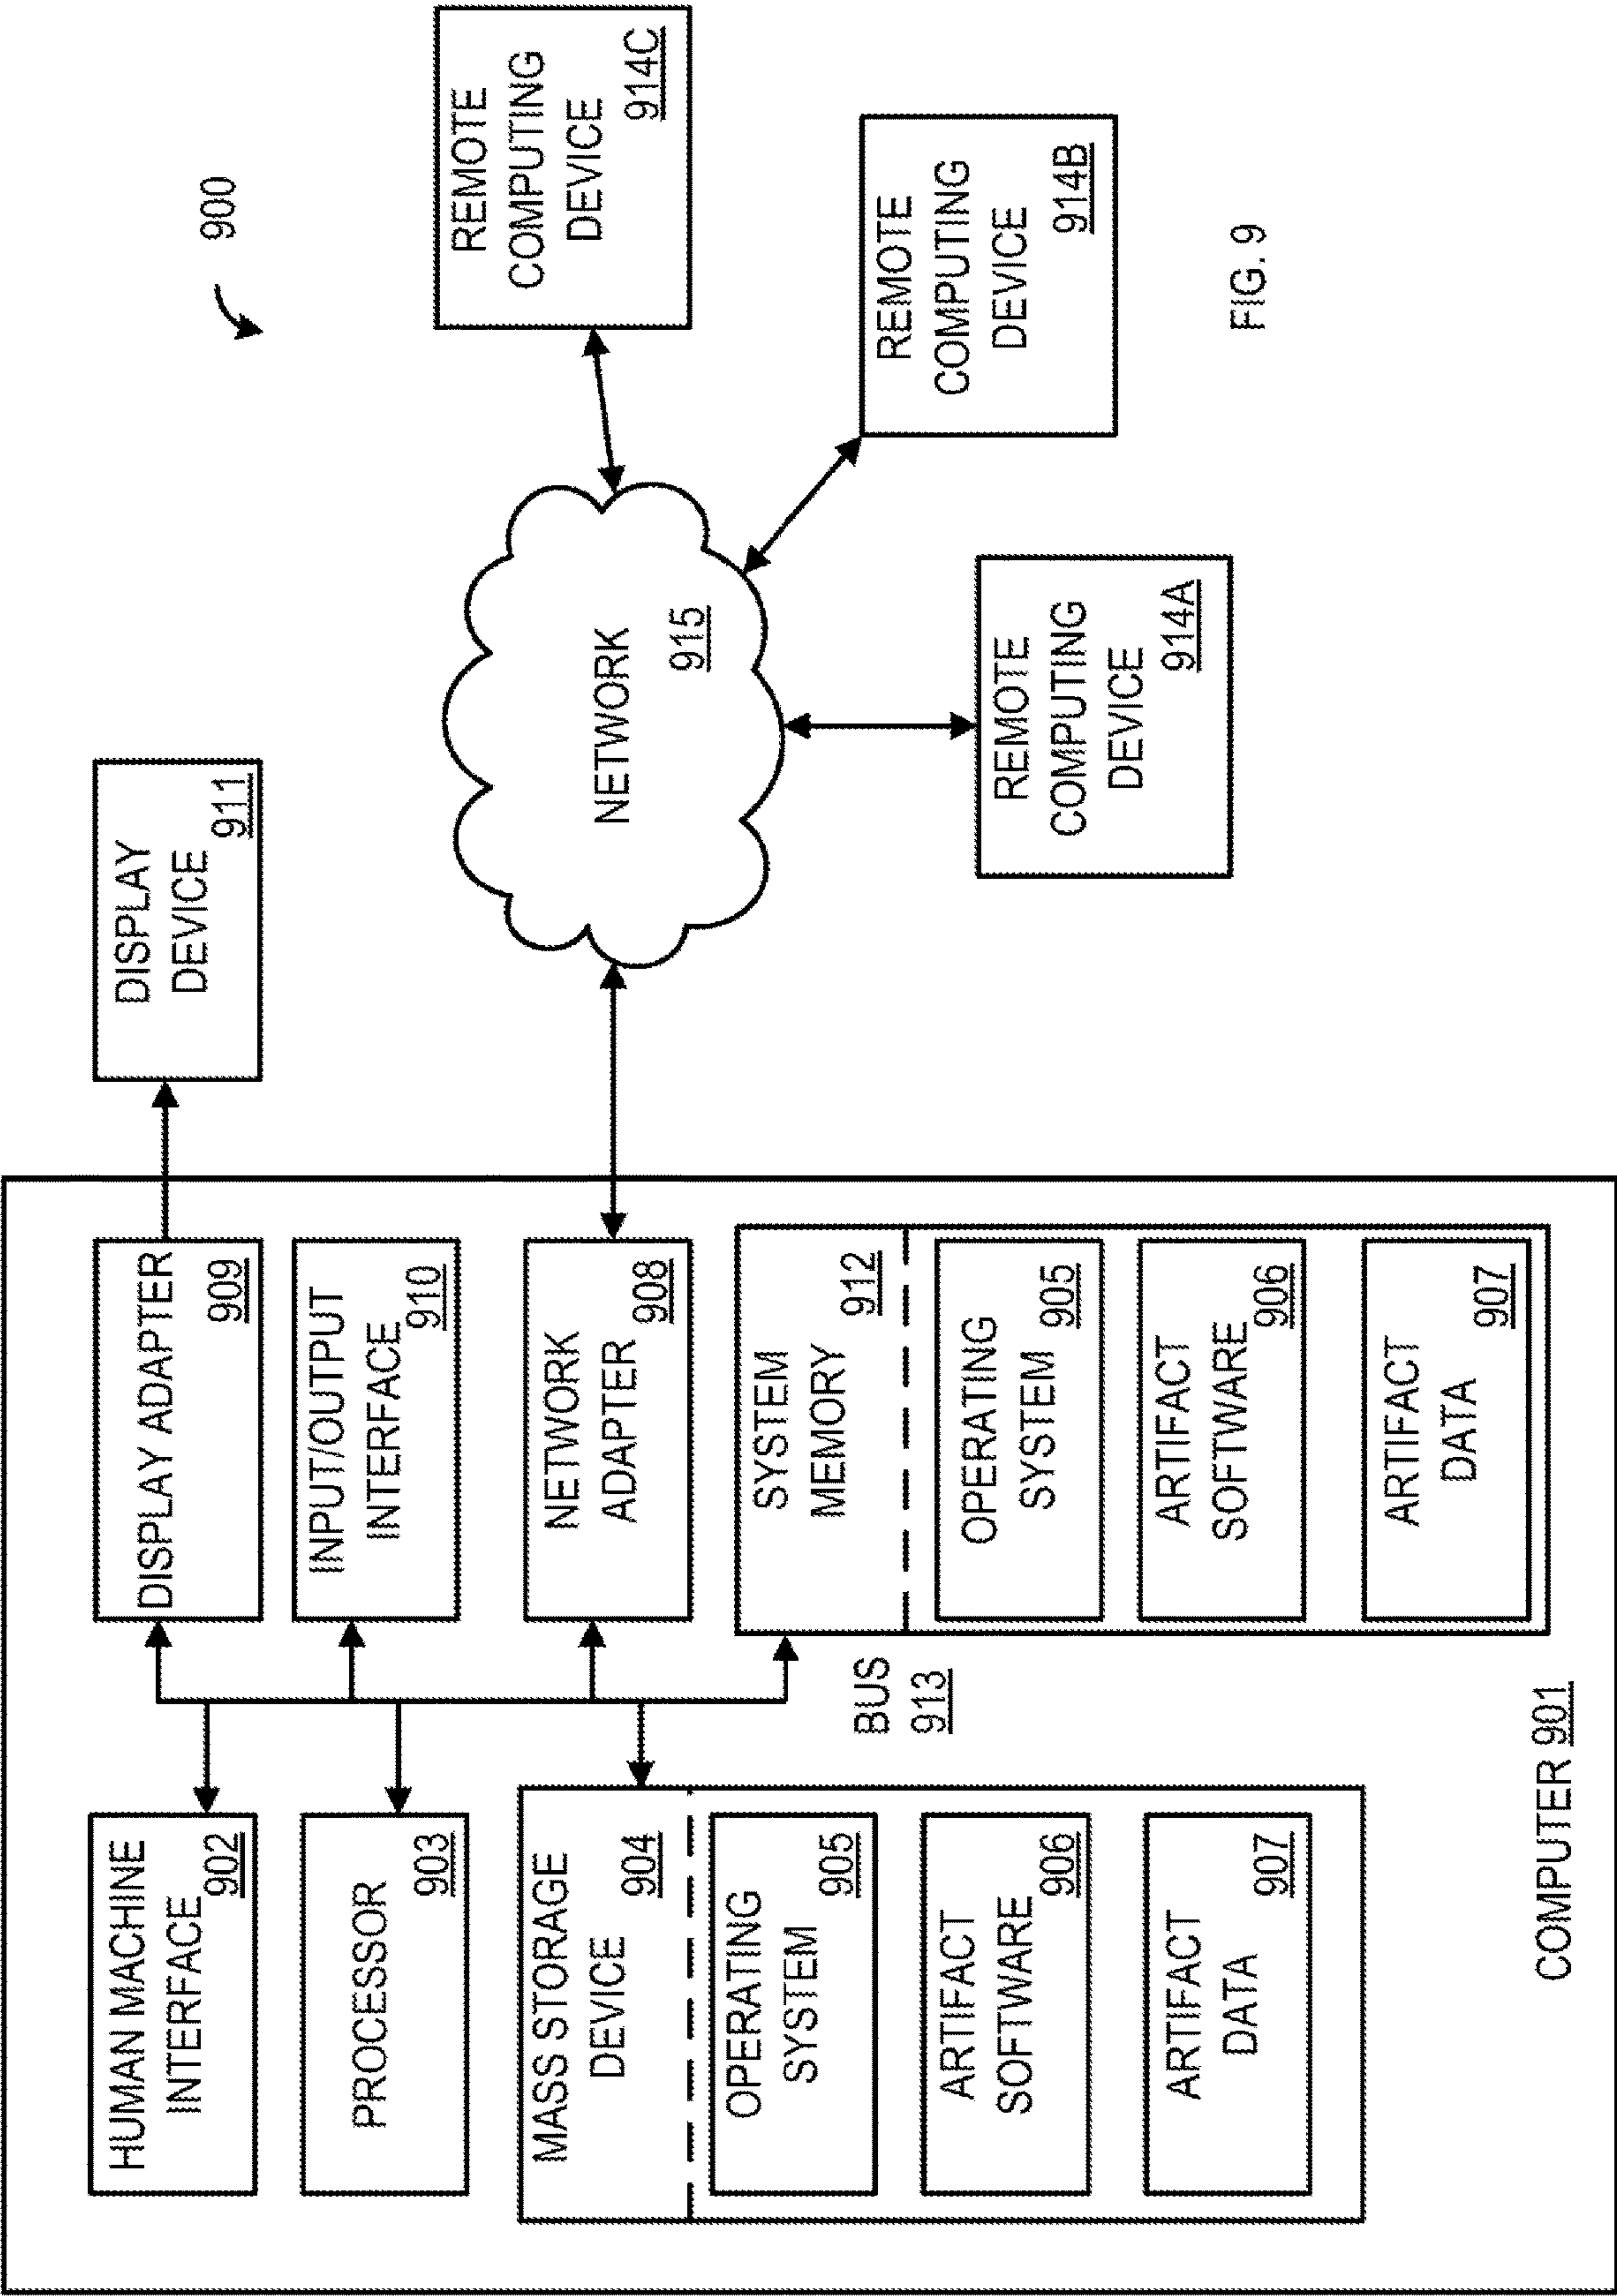 900
HUMAN MACHINE
INTERFACE
902
PROCESSOR
903
MASS STORAGE
DEVICE
904
OPERATING
SYSTEM
905
ARTIFACT
SOFTWARE
906
ARTIFACT
DATA
907
DISPLAY ADAPTER
909
INPUT/OUTPUT
INTERFACE
910
NETWORK
ADAPTER
908
BUS
913
SYSTEM
MEMORY
912
OPERATING
SYSTEM
905
ARTIFACT
SOFTWARE
906
ARTIFACT
DATA
907
COMPUTER 901
DISPLAY
DEVICE
911
NETWORK
915
REMOTE
COMPUTING
DEVICE
914A
REMOTE
COMPUTING
DEVICE
914B
REMOTE
COMPUTING
DEVICE
914C
FIG. 9